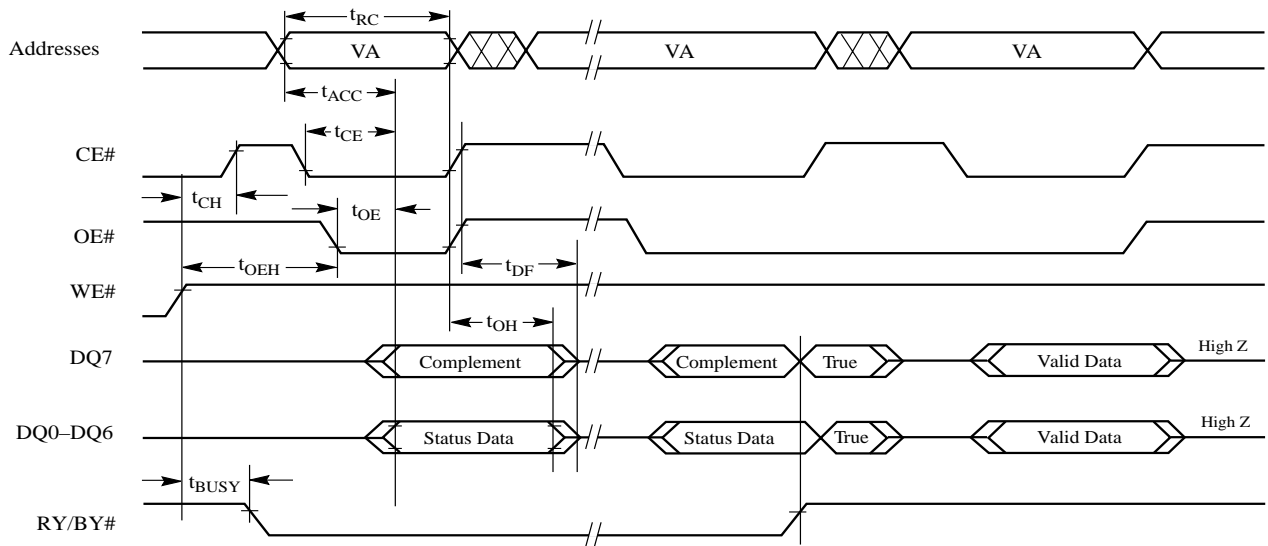 tRC
Addresses VA VA VA
tACC
tCE
CE#
tCH tOE
OE#
tOEH tDF
WE#
tOH
DQ7 Complement Complement True Valid Data High Z
DQ0–DQ6 Status Data Status Data True Valid Data High Z
tBUSY
RY/BY#